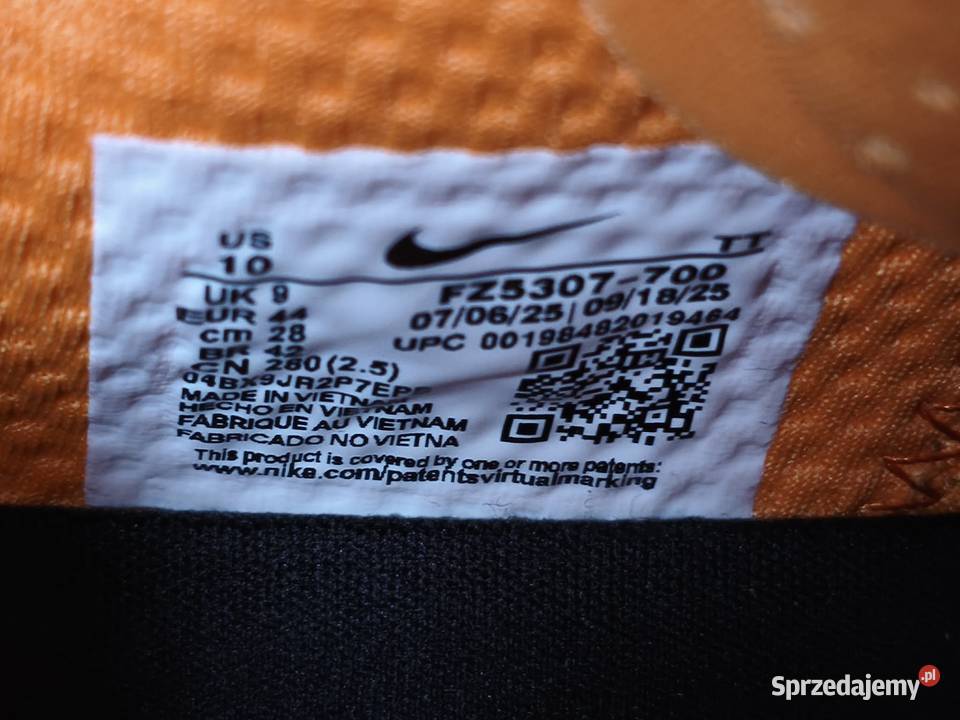 US
10
TT
UK 9
EUR 44
cm 28
BR 42
CN 280(2.5)
FZ5307-700
07/06/25 | 09/18/25
UPC 00198482019464
MADE IN VIETNAM
HECHO EN VIETNAM
FABRIQUE AU VIETNAM
FABRICADO NO VIETNA
This product is covered by one or more patents:
www.nike.com/patentsvirtualmarking
Sprzedajemy.pl